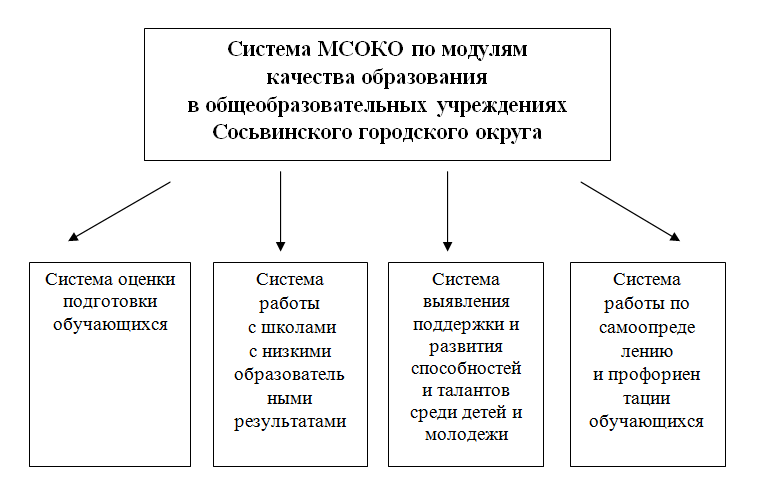 Система МСОКО по модулям
качества образования
в общеобразовательных учреждениях
Сосьвинского городского округа
Система оценки
подготовки
обучающихся
Система
работы
с школами
с низкими
образователь
ными
результатами
Система
выявления
поддержки и
развития
способностей
и талантов
среди детей и
молодежи
Система
работы по
самоопреде
лению
и профориен
тации
обучающихся